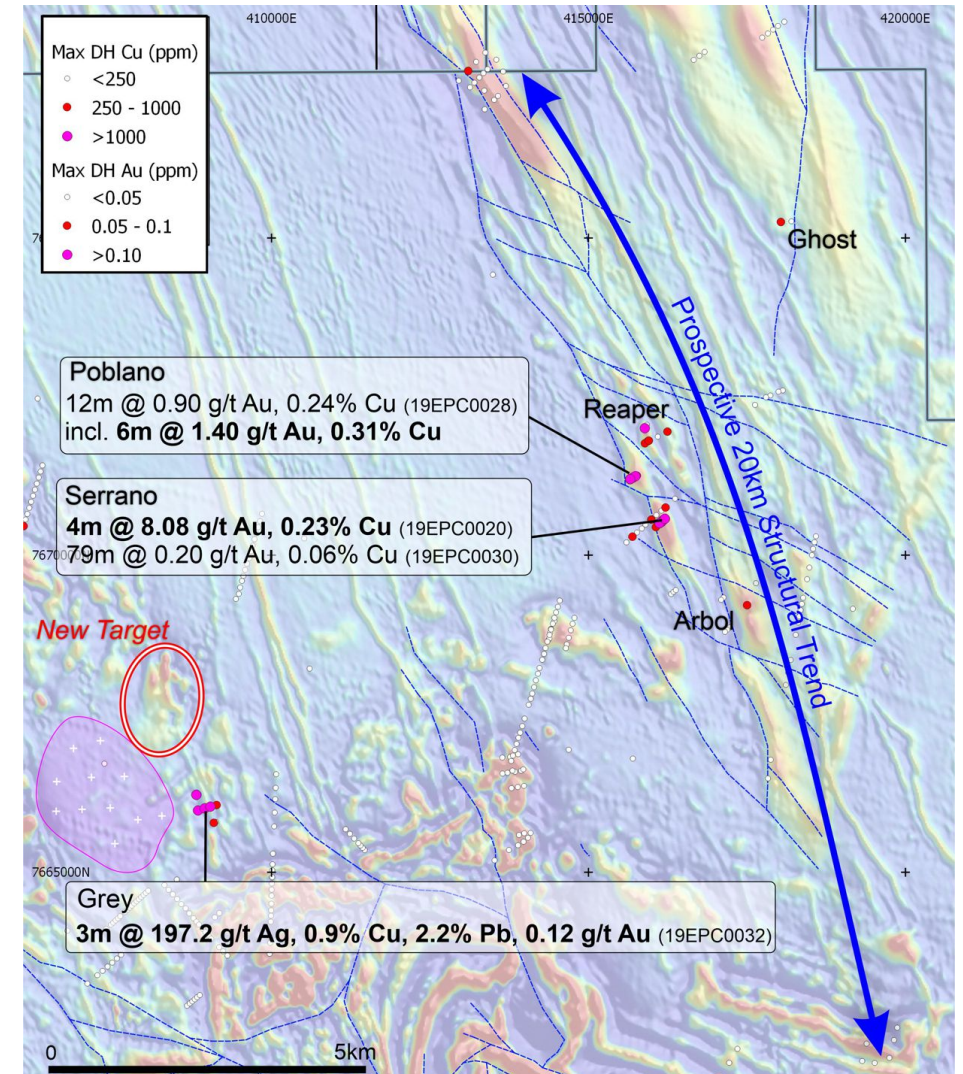 410000E
415000E
420000E
Max DH Cu (ppm)
<250
250 - 1000
>1000
Max DH Au (ppm)
<0.05
0.05 - 0.1
>0.10
Ghost
Prospective 20km Structural Trend
Poblano
12m @ 0.90 g/t Au, 0.24% Cu (19EPC0028)
incl. 6m @ 1.40 g/t Au, 0.31% Cu
Reaper
Serrano
4m @ 8.08 g/t Au, 0.23% Cu (19EPC0020)
79m @ 0.20 g/t Au, 0.06% Cu (19EPC0030)
7670000N
Arbol
New Target
7665000N
Grey
3m @ 197.2 g/t Ag, 0.9% Cu, 2.2% Pb, 0.12 g/t Au (19EPC0032)
0
5km